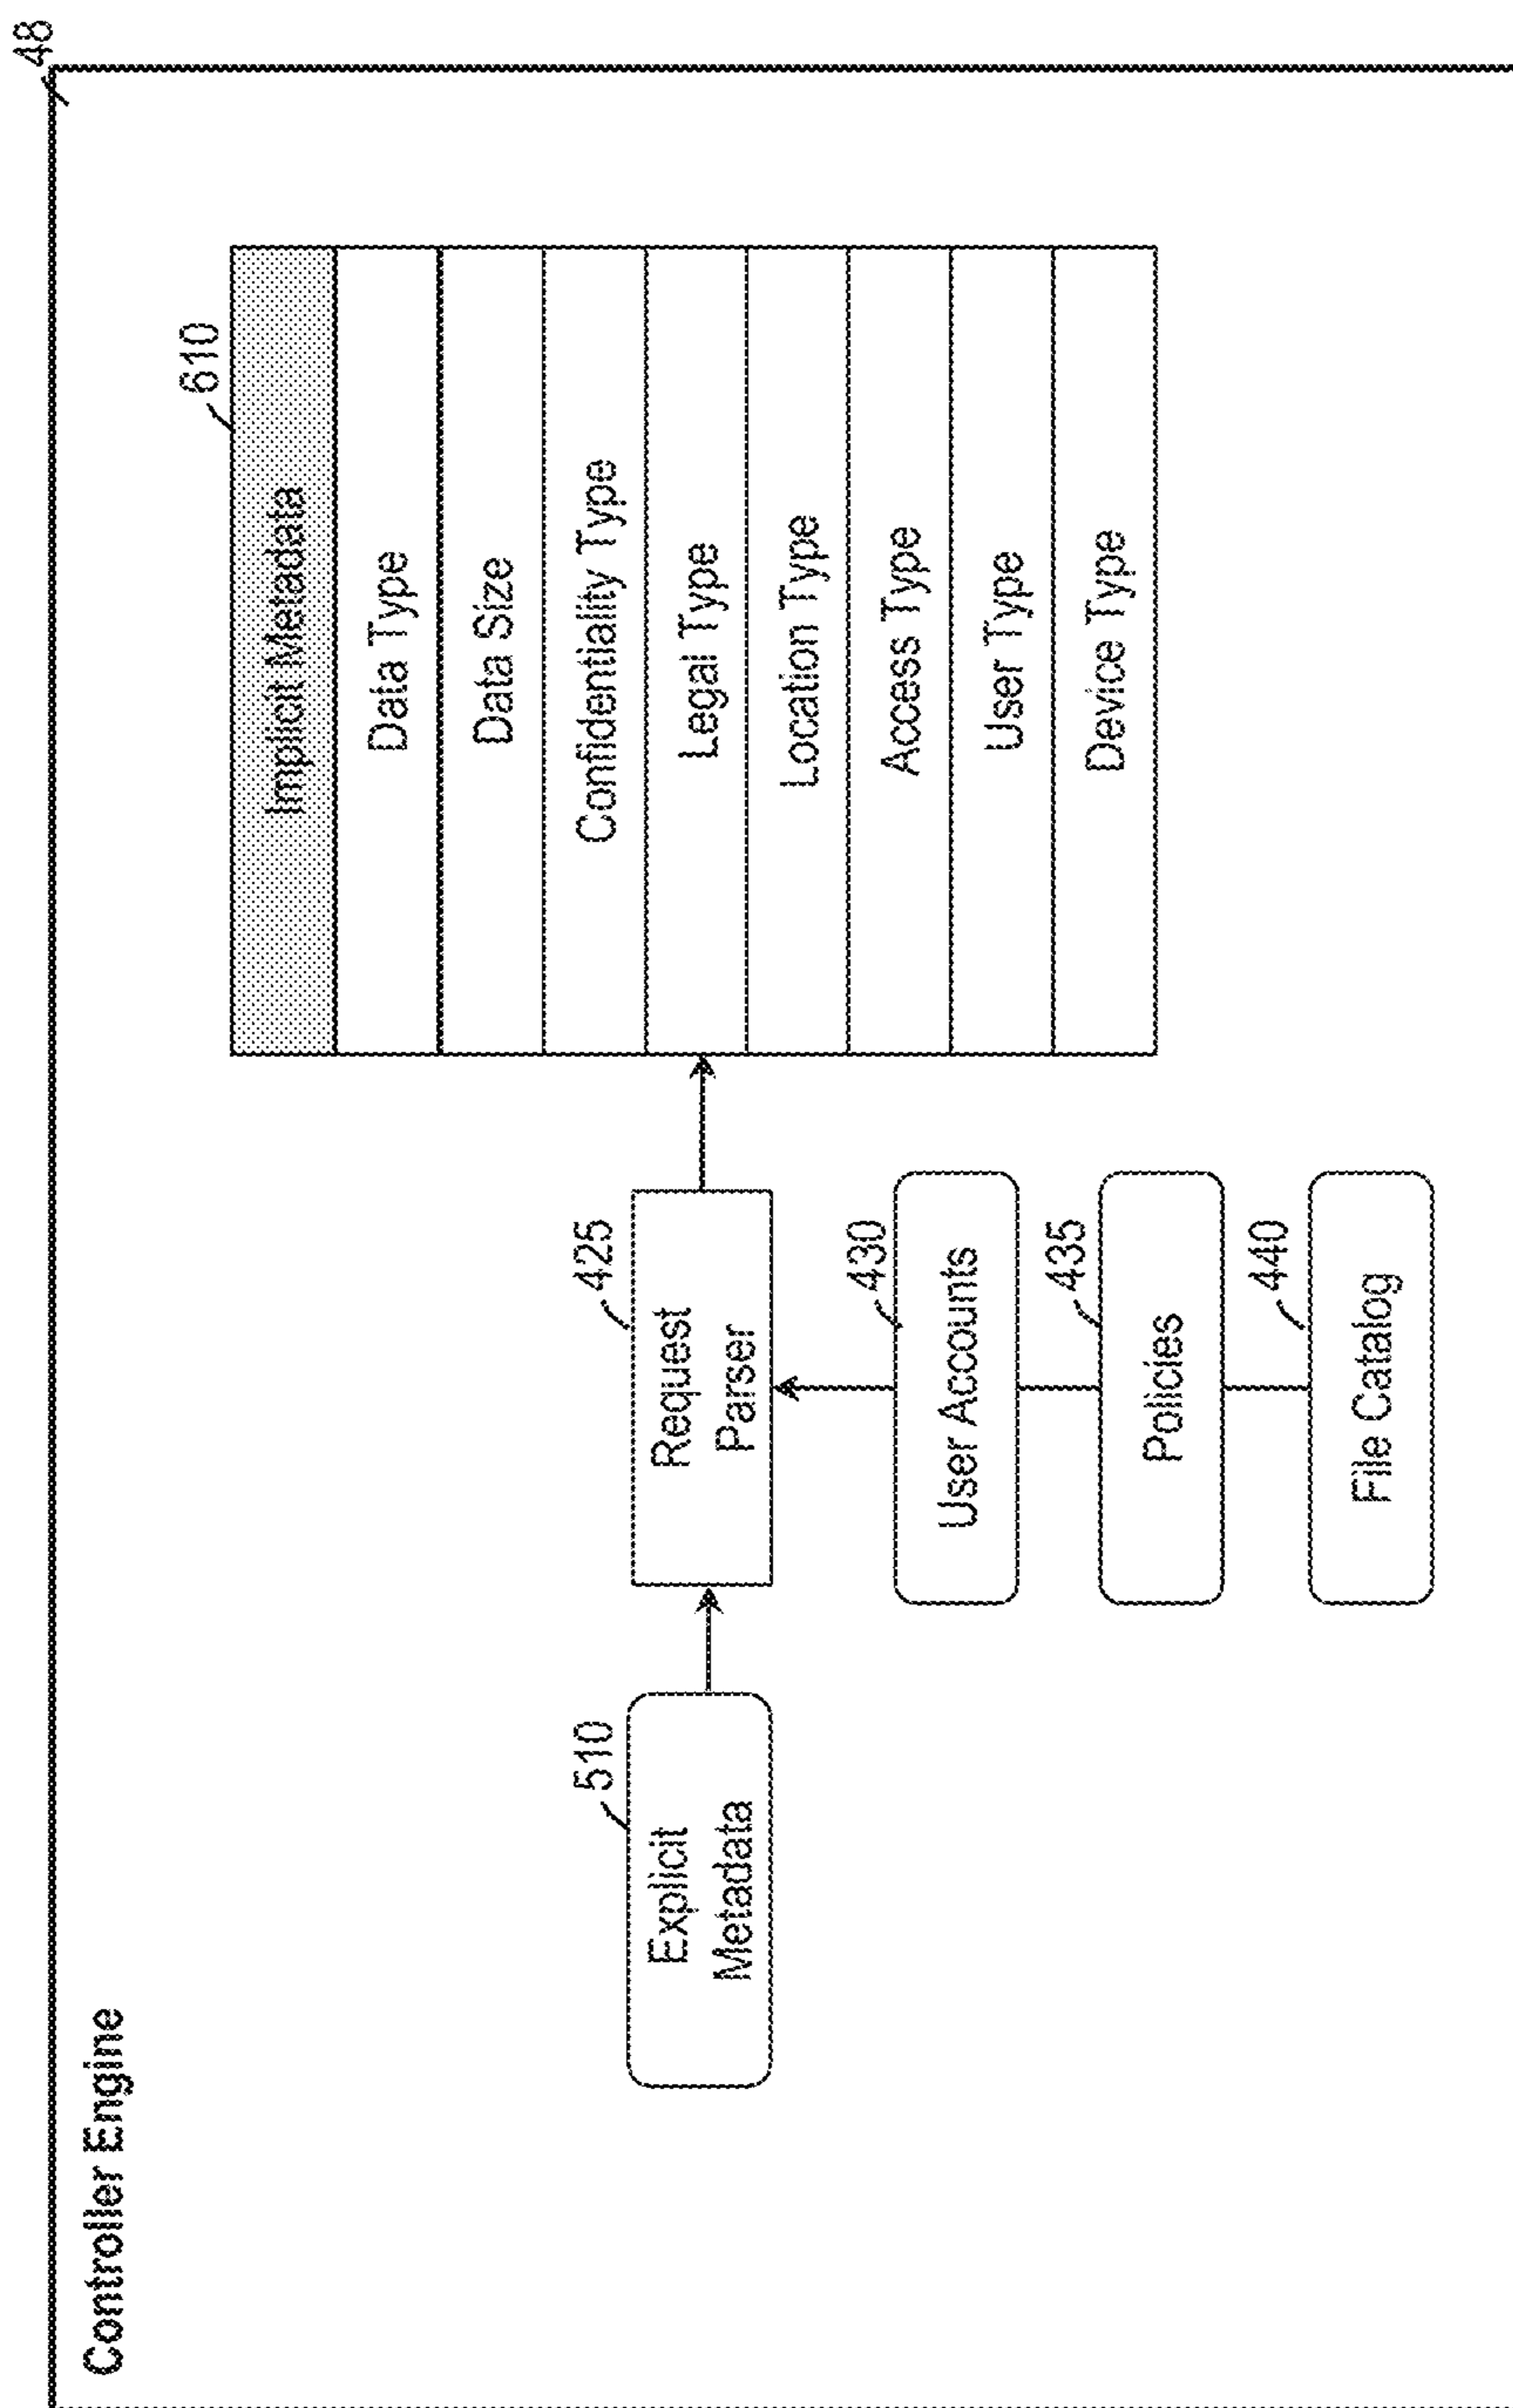 48
Controller Engine
610
Implicit Metadata
Data Type
Data Size
Confidentiality Type
Legal Type
Location Type
Access Type
User Type
Device Type
510
Explicit
Metadata
425
Request
Parser
430
User Accounts
435
Policies
440
File Catalog